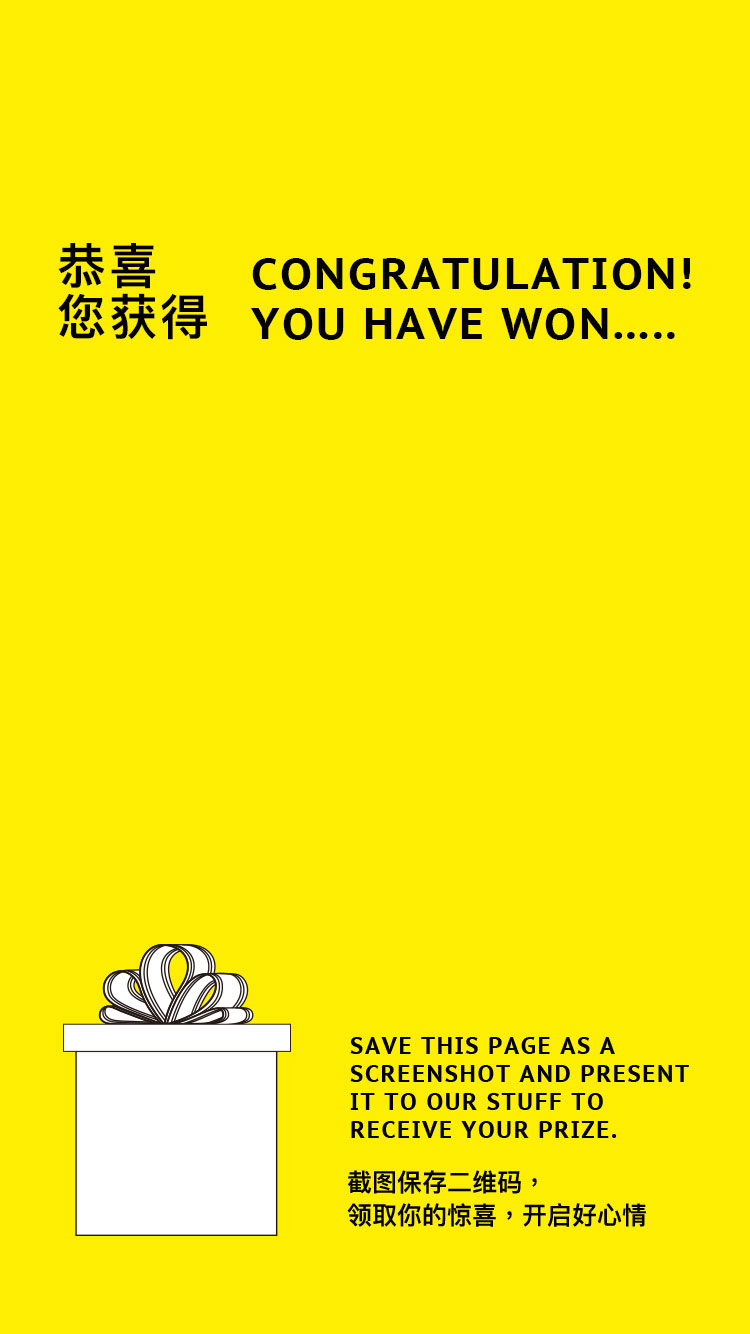 恭喜
您获得
CONGRATULATION!
YOU HAVE WON.....
SAVE THIS PAGE AS A
SCREENSHOT AND PRESENT
IT TO OUR STUFF TO
RECEIVE YOUR PRIZE.
截图保存二维码，
领取你的惊喜，开启好心情